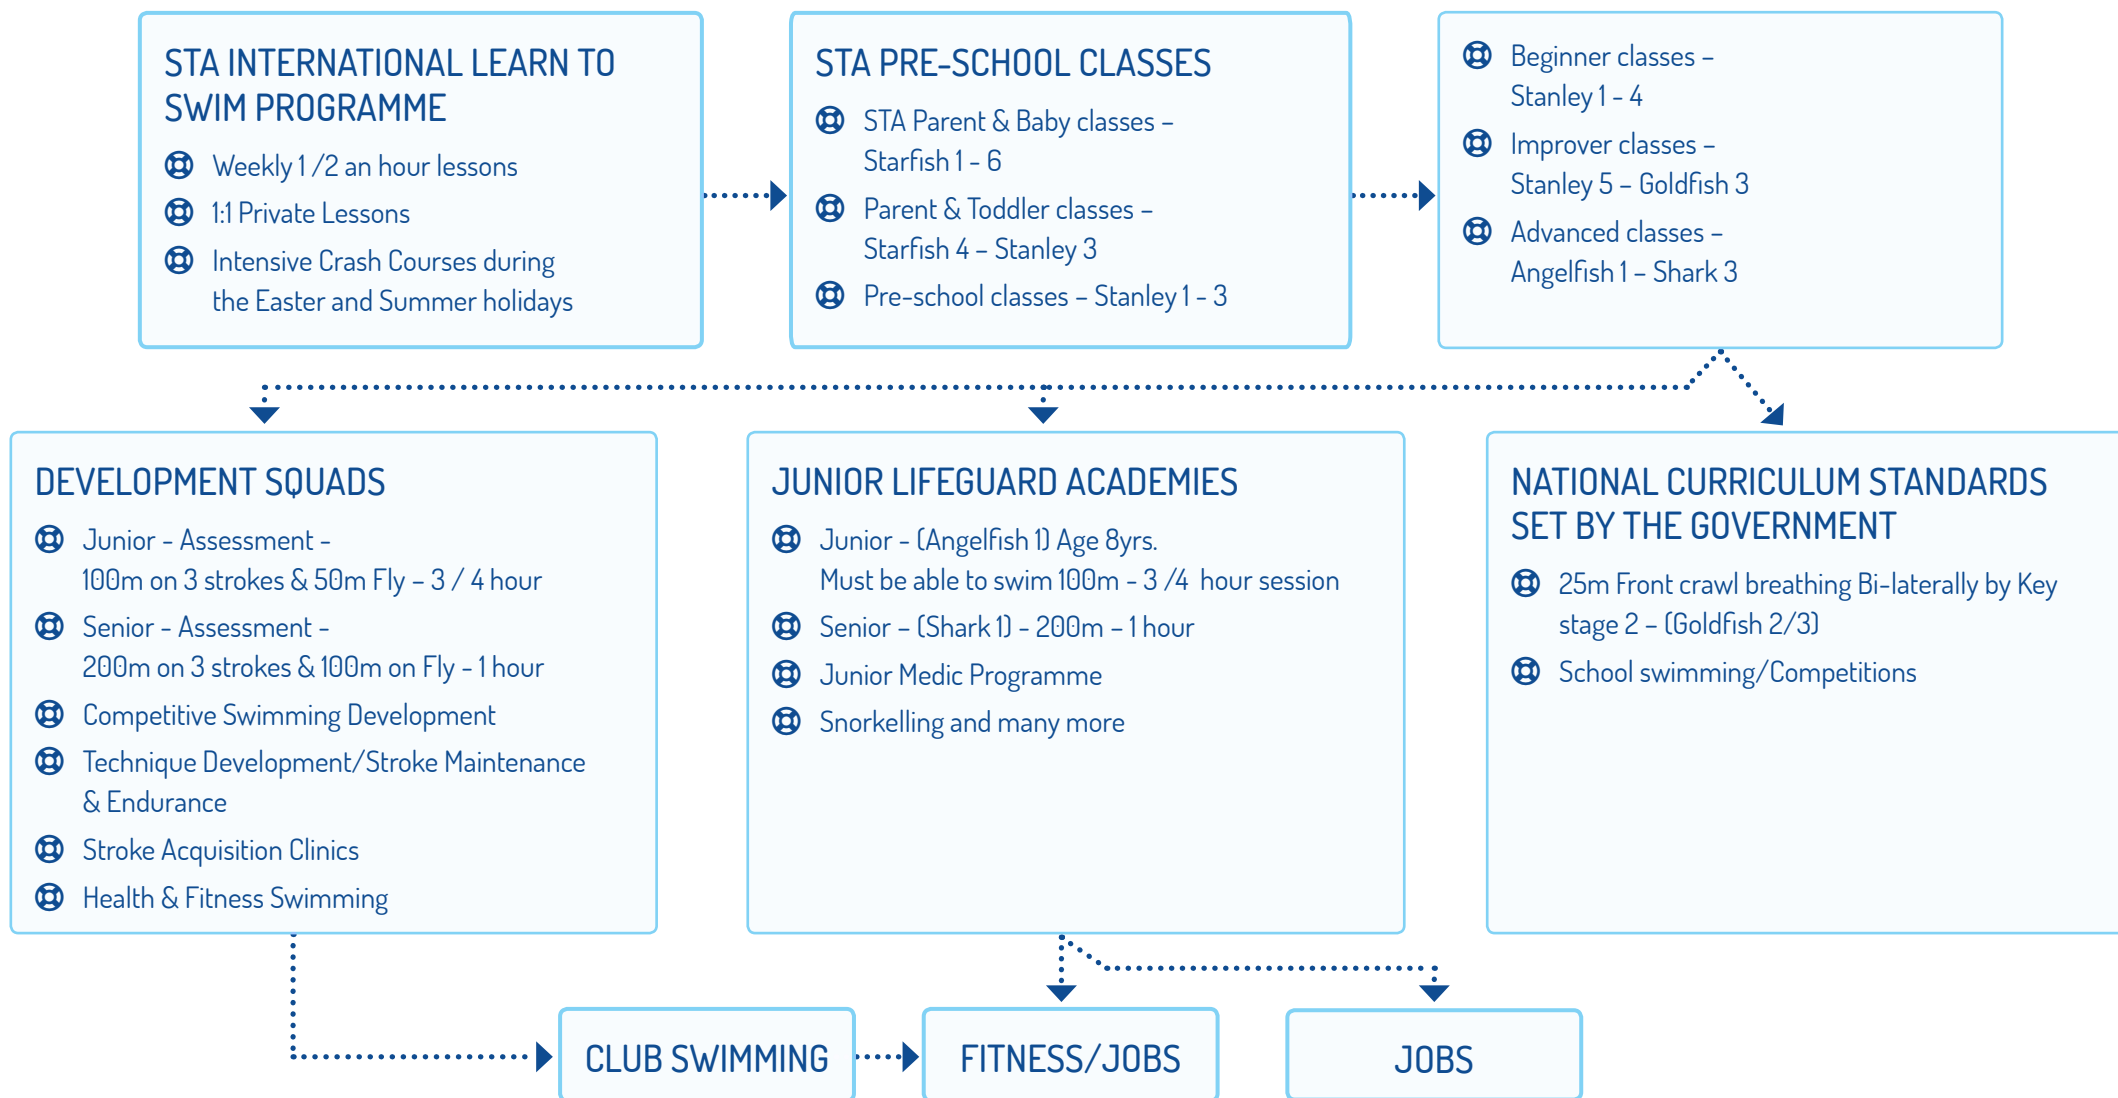 STA INTERNATIONAL LEARN TO
SWIM PROGRAMME
Weekly 1 /2 an hour lessons
1:1 Private Lessons
Intensive Crash Courses during
the Easter and Summer holidays
STA PRE-SCHOOL CLASSES
STA Parent & Baby classes –
Starfish 1 - 6
Parent & Toddler classes –
Starfish 4 – Stanley 3
Pre-school classes – Stanley 1 - 3
Beginner classes –
Stanley 1 - 4
Improver classes –
Stanley 5 – Goldfish 3
Advanced classes –
Angelfish 1 – Shark 3
DEVELOPMENT SQUADS
Junior - Assessment -
100m on 3 strokes & 50m Fly – 3 / 4 hour
Senior - Assessment -
200m on 3 strokes & 100m on Fly - 1 hour
Competitive Swimming Development
Technique Development/Stroke Maintenance
& Endurance
Stroke Acquisition Clinics
Health & Fitness Swimming
JUNIOR LIFEGUARD ACADEMIES
Junior - (Angelfish 1) Age 8yrs.
Must be able to swim 100m - 3 /4 hour session
Senior – (Shark 1) - 200m – 1 hour
Junior Medic Programme
Snorkelling and many more
NATIONAL CURRICULUM STANDARDS
SET BY THE GOVERNMENT
25m Front crawl breathing Bi-laterally by Key
stage 2 – (Goldfish 2/3)
School swimming/Competitions
CLUB SWIMMING
FITNESS/JOBS
JOBS